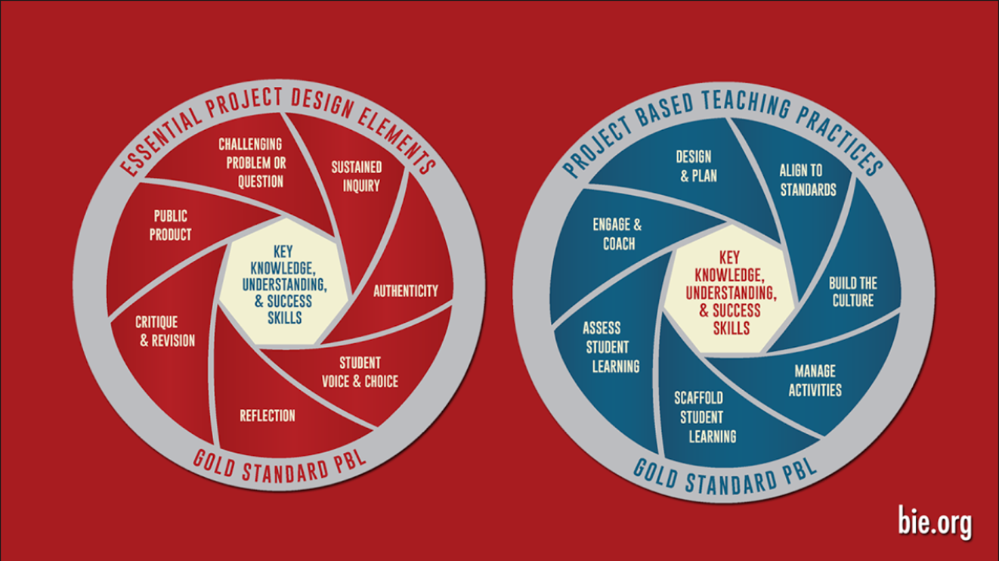 ESSENTIAL PROJECT DESIGN ELEMENTS
CHALLENGING
PROBLEM OR
QUESTION
SUSTAINED
INQUIRY
AUTHENTICITY
STUDENT
VOICE & CHOICE
REFLECTION
CRITIQUE
& REVISION
PUBLIC
PRODUCT
KEY
KNOWLEDGE,
UNDERSTANDING,
& SUCCESS
SKILLS
GOLD STANDARD PBL
PROJECT BASED TEACHING PRACTICES
DESIGN
& PLAN
ALIGN TO
STANDARDS
BUILD THE
CULTURE
MANAGE
ACTIVITIES
SCAFFOLD
STUDENT
LEARNING
ASSESS
STUDENT
LEARNING
ENGAGE &
COACH
KEY
KNOWLEDGE,
UNDERSTANDING,
& SUCCESS
SKILLS
GOLD STANDARD PBL
bie.org